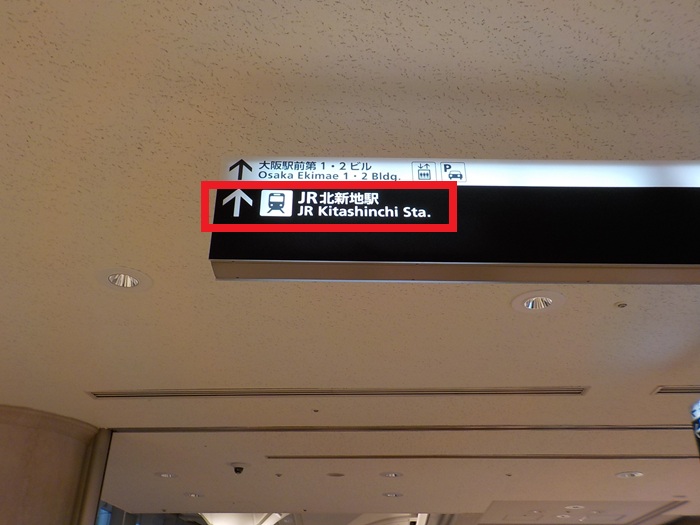 大阪駅前第1・2ビル
Osaka Ekimae 1・2 Bldg.
P
JR北新地駅
JR Kitashinchi Sta.